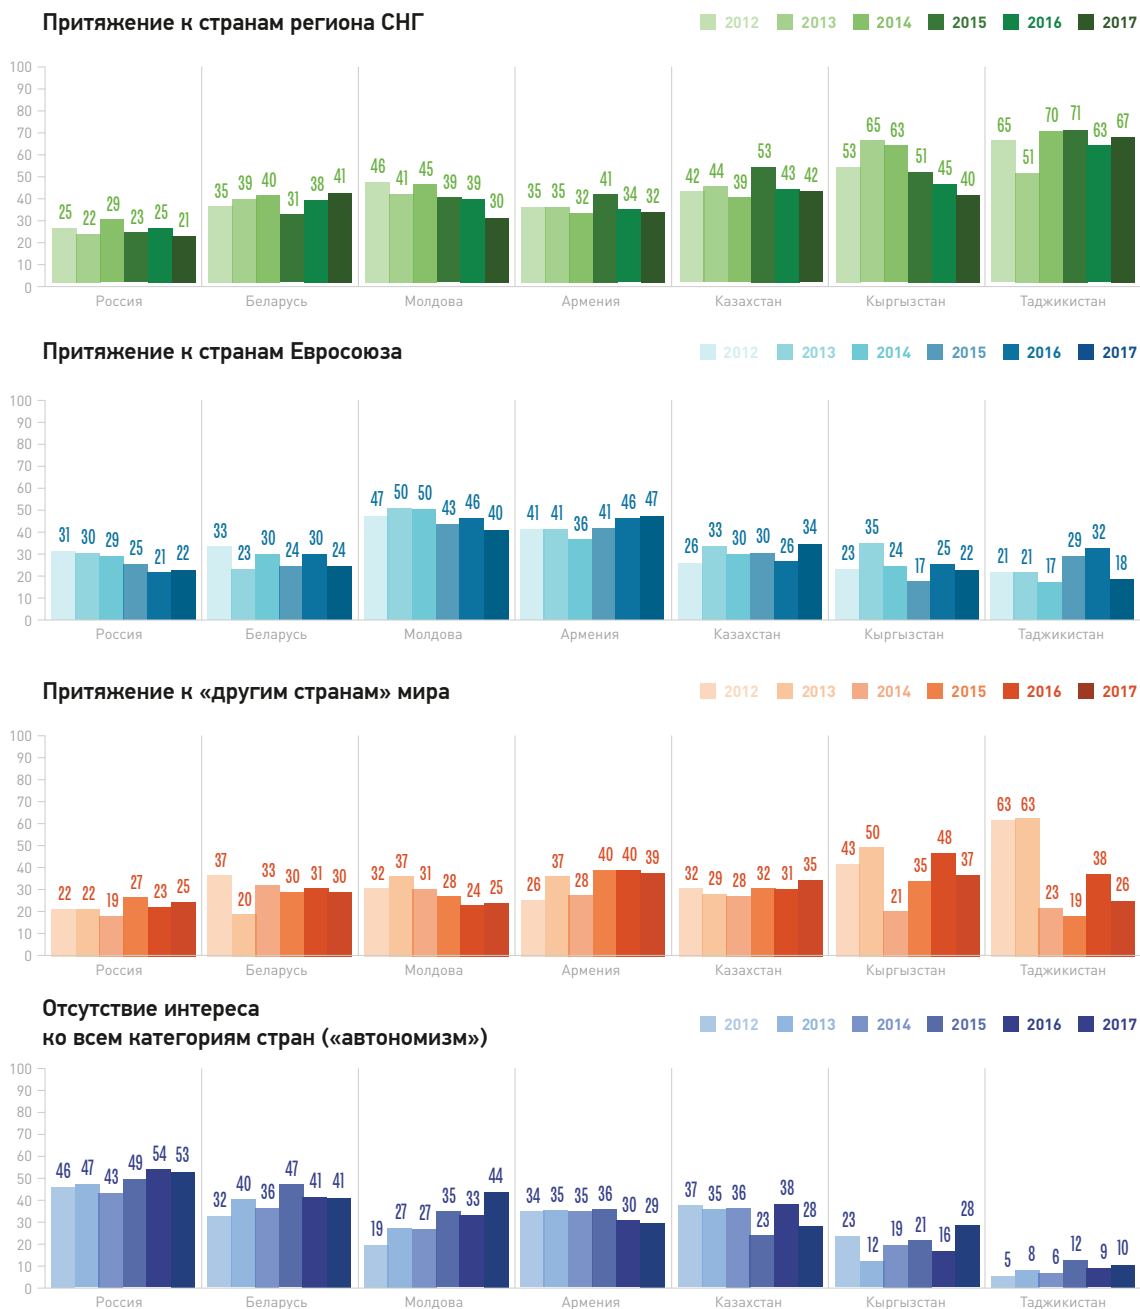 Притяжение к странам региона СНГ
2012 2013 2014 2015 2016 2017
100
90
80
70
60
50
40
30
20
10
0
25 22 29 23 25 21
35 39 40 31 38 41
46 41 45 39 39 30
35 35 32 41 34 32
42 44 39 53 43 42
53 65 63 51 45 40
65 51 70 71 63 67
Россия Беларусь Молдова Армения Казахстан Кыргызстан Таджикистан
Притяжение к странам Евросоюза
2012 2013 2014 2015 2016 2017
100
90
80
70
60
50
40
30
20
10
0
31 30 29 25 21 22
33 23 30 24 30 24
47 50 50 43 46 40
41 41 36 41 46 47
26 33 30 30 26 34
23 35 24 17 25 22
21 21 17 29 32 18
Россия Беларусь Молдова Армения Казахстан Кыргызстан Таджикистан
Притяжение к «другим странам» мира
2012 2013 2014 2015 2016 2017
100
90
80
70
60
50
40
30
20
10
0
22 22 19 27 23 25
37 20 33 30 31 30
32 37 31 28 24 25
26 37 28 40 40 39
32 29 28 32 31 35
43 50 21 35 48 37
63 63 23 19 38 26
Россия Беларусь Молдова Армения Казахстан Кыргызстан Таджикистан
Отсутствие интереса
ко всем категориям стран («автономизм»)
2012 2013 2014 2015 2016 2017
100
90
80
70
60
50
40
30
20
10
0
46 47 43 49 54 53
32 40 36 47 41 41
19 27 27 35 33 44
34 35 35 36 30 29
37 35 36 23 38 28
23 12 19 21 16 28
5 8 6 12 9 10
Россия Беларусь Молдова Армения Казахстан Кыргызстан Таджикистан